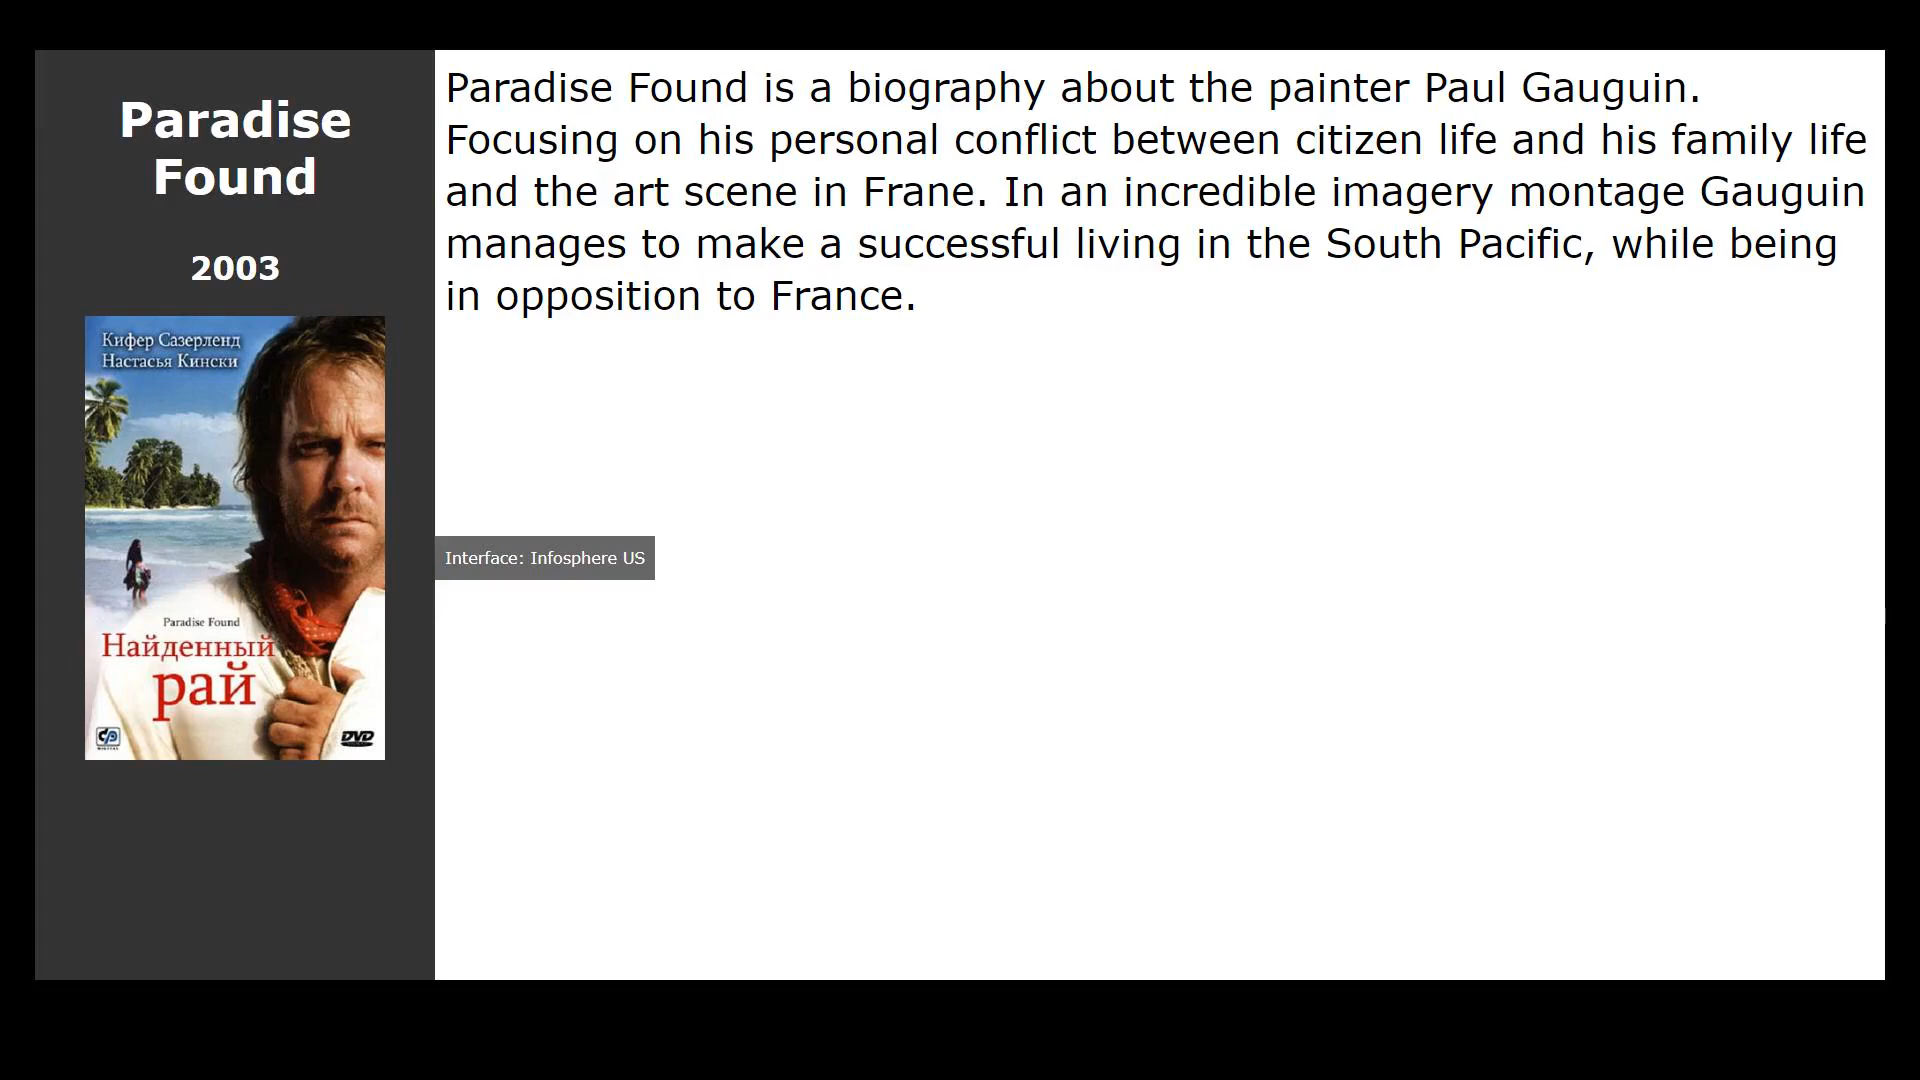 Paradise
Found
2003
Кифер Сазерленд
Настасья Кински
Paradise Found
Найденный
рай
DVD
Paradise Found is a biography about the painter Paul Gauguin.
Focusing on his personal conflict between citizen life and his family life
and the art scene in Frane. In an incredible imagery montage Gauguin
manages to make a successful living in the South Pacific, while being
in opposition to France.
Interface: Infosphere US